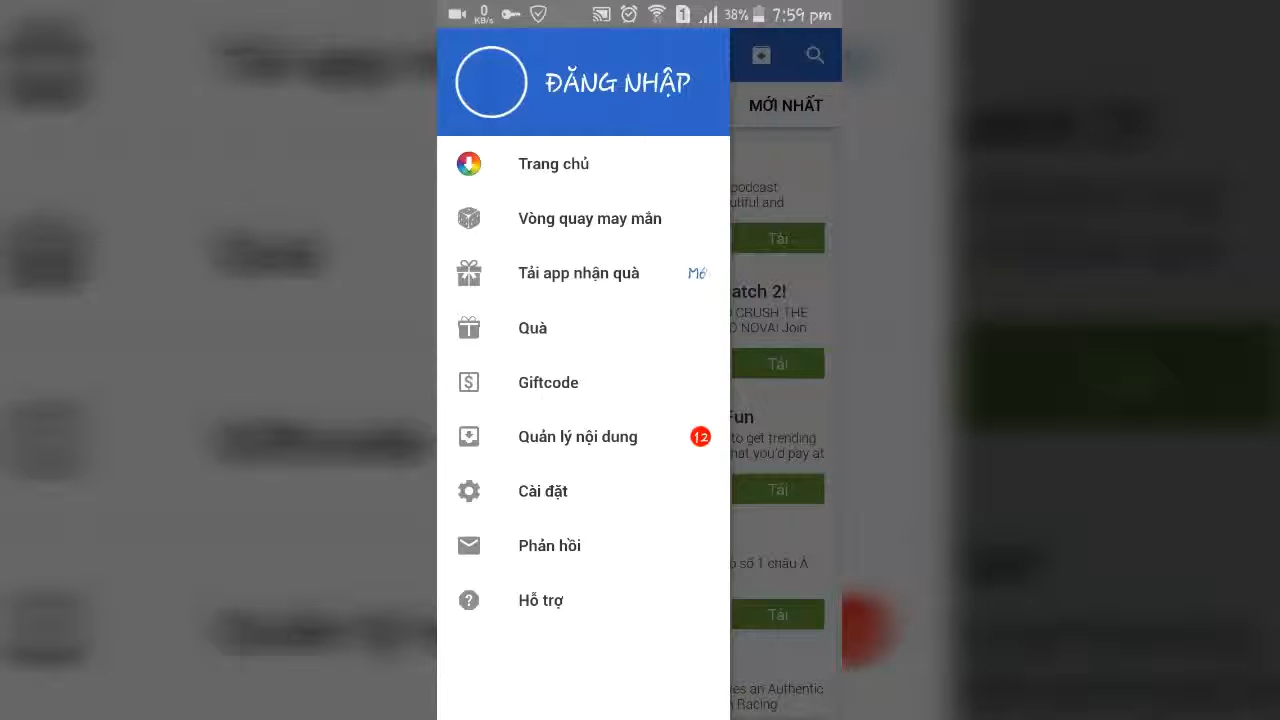 0 KB/s 1 38% 7:59 pm
ĐĂNG NHẬP
MỚI NHẤT
Trang chủ
Vòng quay may mắn
Tải app nhận quà
Quà
Giftcode
Quản lý nội dung 12
Cài đặt
Phản hồi
Hỗ trợ
podcast
and
Tải
atch 2!
CRUSH THE
NOVA! Join
Tải
Fun
to get trending
you'd pay at
Tải
số 1 châu Á
Tải
an Authentic
Racing